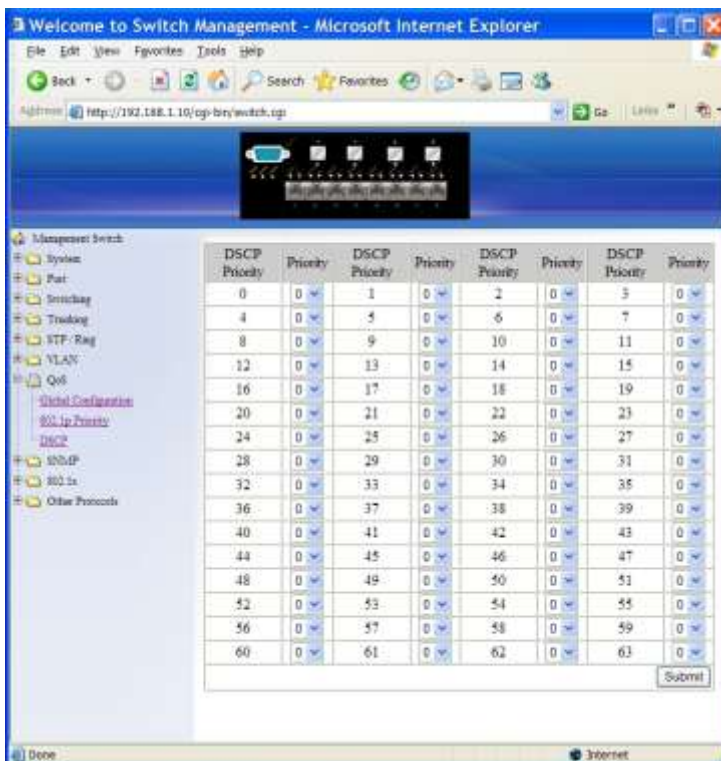 Welcome to Switch Management - Microsoft Internet Explorer
File Edit View Favorites Tools Help
Back Search Favorites
Address http://192.188.1.10/cgi-bin/switch.cgi Go Links »
Management Switch
System
Port
Switching
Trunking
STP / Ring
VLAN
QoS
Global Configuration
802.1p Priority
DSCP
SNMP
802.1x
Other Protocols
DSCP Priority Priority DSCP Priority Priority DSCP Priority Priority DSCP Priority Priority
0 0 1 0 2 0 3 0
4 0 5 0 6 0 7 0
8 0 9 0 10 0 11 0
12 0 13 0 14 0 15 0
16 0 17 0 18 0 19 0
20 0 21 0 22 0 23 0
24 0 25 0 26 0 27 0
28 0 29 0 30 0 31 0
32 0 33 0 34 0 35 0
36 0 37 0 38 0 39 0
40 0 41 0 42 0 43 0
44 0 45 0 46 0 47 0
48 0 49 0 50 0 51 0
52 0 53 0 54 0 55 0
56 0 57 0 58 0 59 0
60 0 61 0 62 0 63 0
Submit
Done Internet